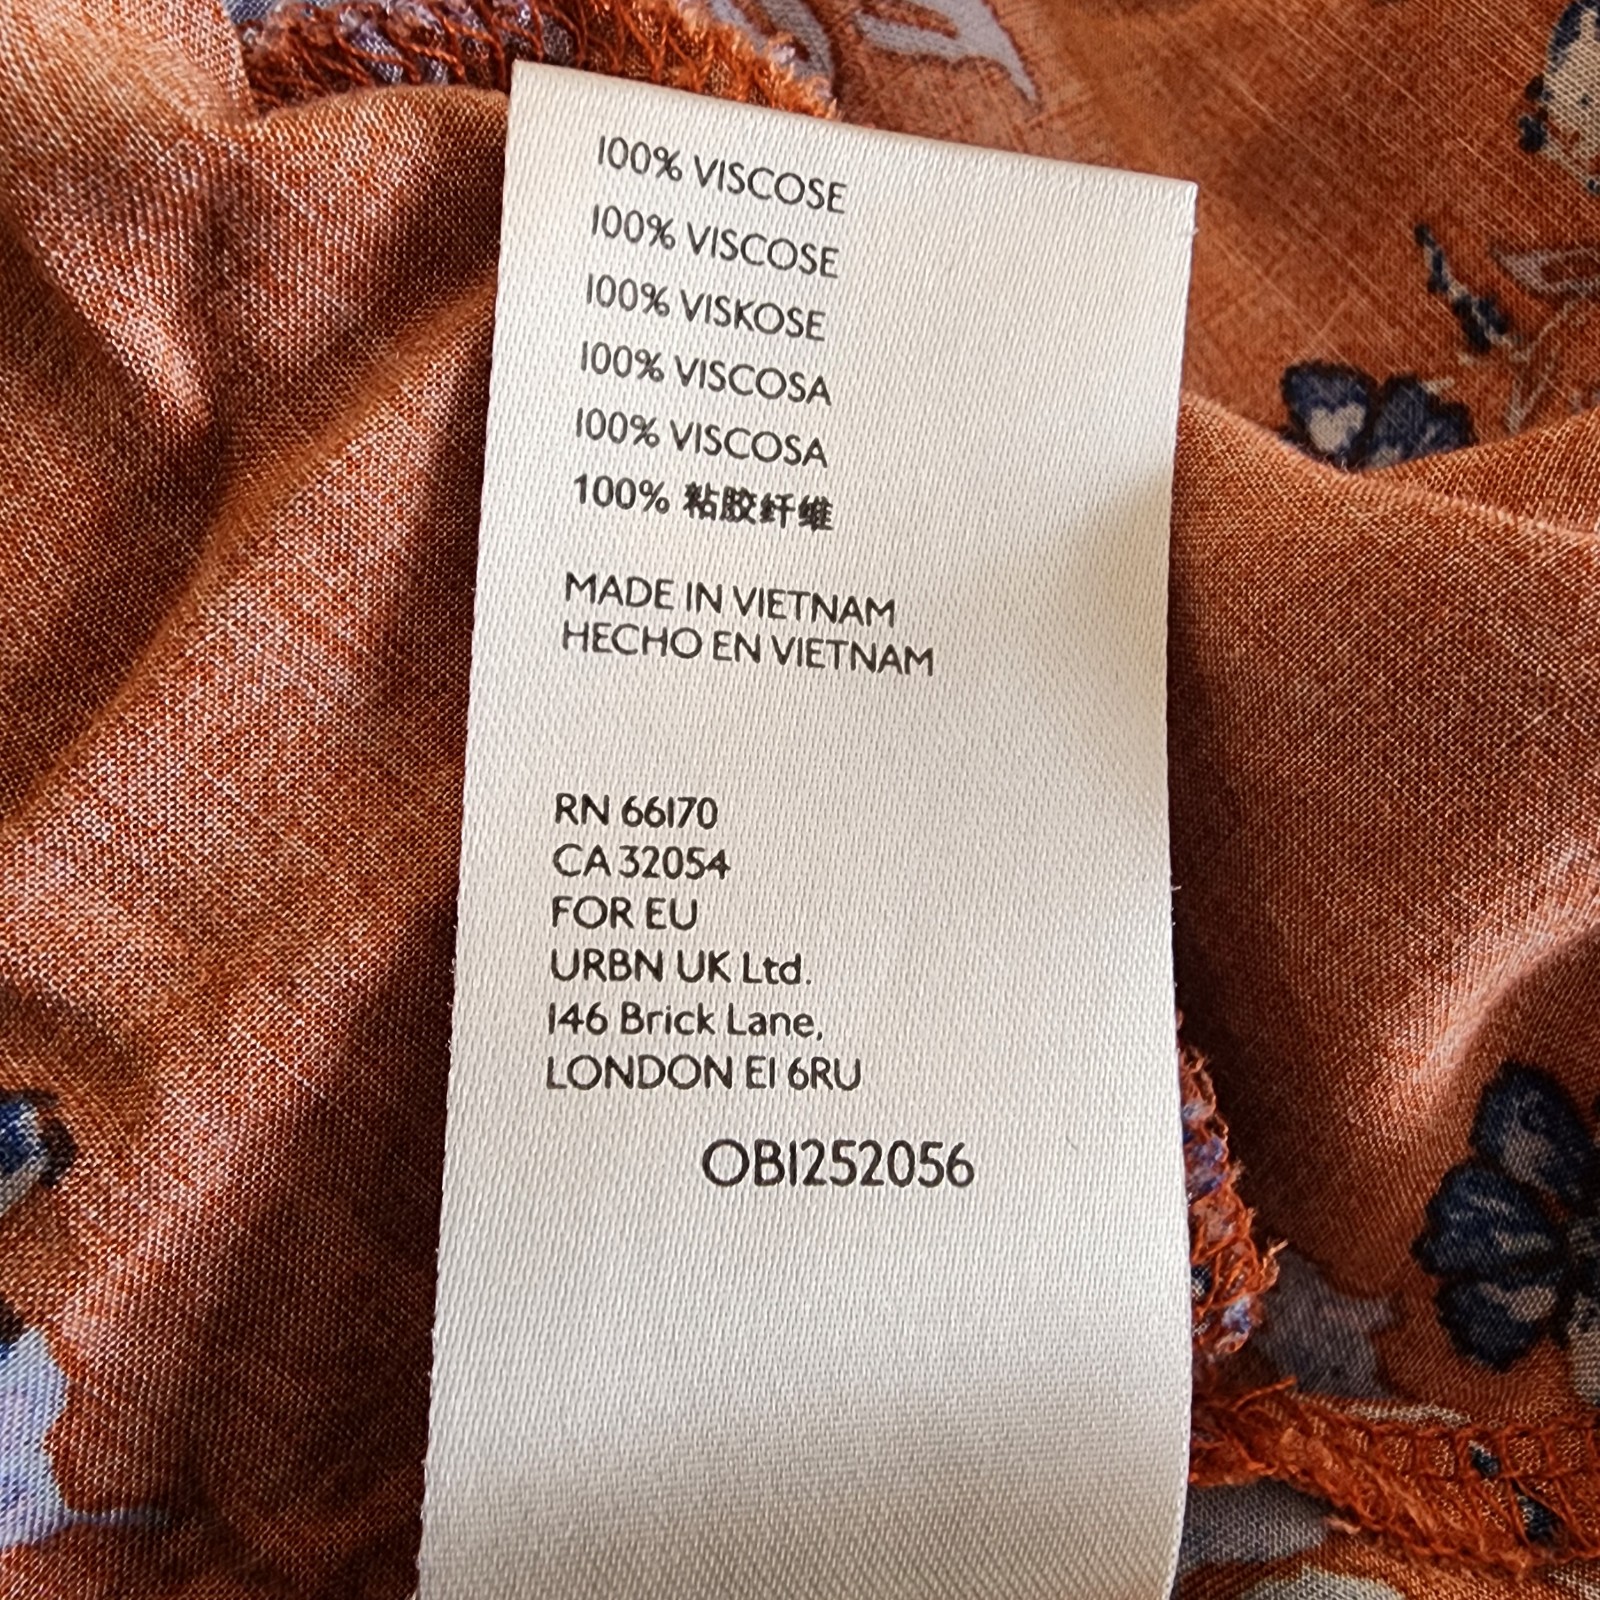 100% VISCOSE
100% VISCOSE
100% VISKOSE
100% VISCOSA
100% VISCOSA
100% 粘胶纤维
MADE IN VIETNAM
HECHO EN VIETNAM
RN 66170
CA 32054
FOR EU
URBN UK Ltd.
146 Brick Lane,
LONDON E1 6RU
OB1252056